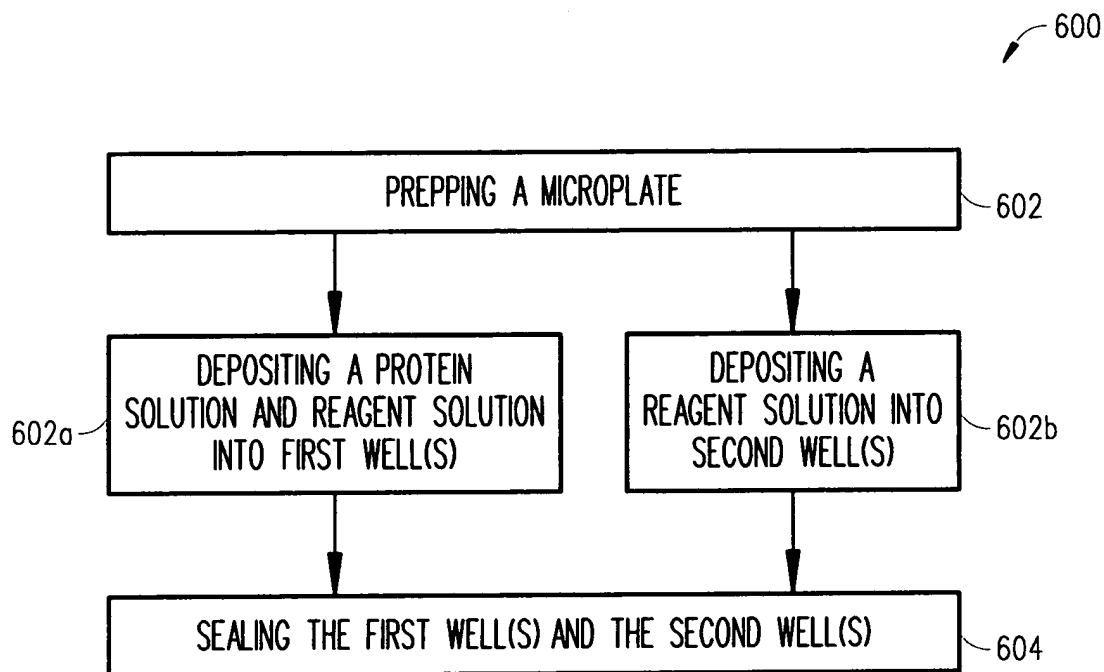 600
PREPPING A MICROPLATE
602
DEPOSITING A PROTEIN
SOLUTION AND REAGENT SOLUTION
INTO FIRST WELL(S)
602a
DEPOSITING A
REAGENT SOLUTION INTO
SECOND WELL(S)
602b
SEALING THE FIRST WELL(S) AND THE SECOND WELL(S)
604